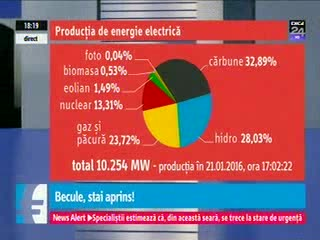 18:19
direct
DIGI 24
Producția de energie electrică
foto 0,04%
biomasa 0,53%
eolian 1,49%
nuclear 13,31%
gaz și
păcură 23,72%
cărbune 32,89%
hidro 28,03%
total 10.254 MW - producția în 21.01.2016, ora 17:02:22
Becule, stai aprins!
News Alert ▶Specialiștii estimează că, din această seară, se trece la stare de urgență